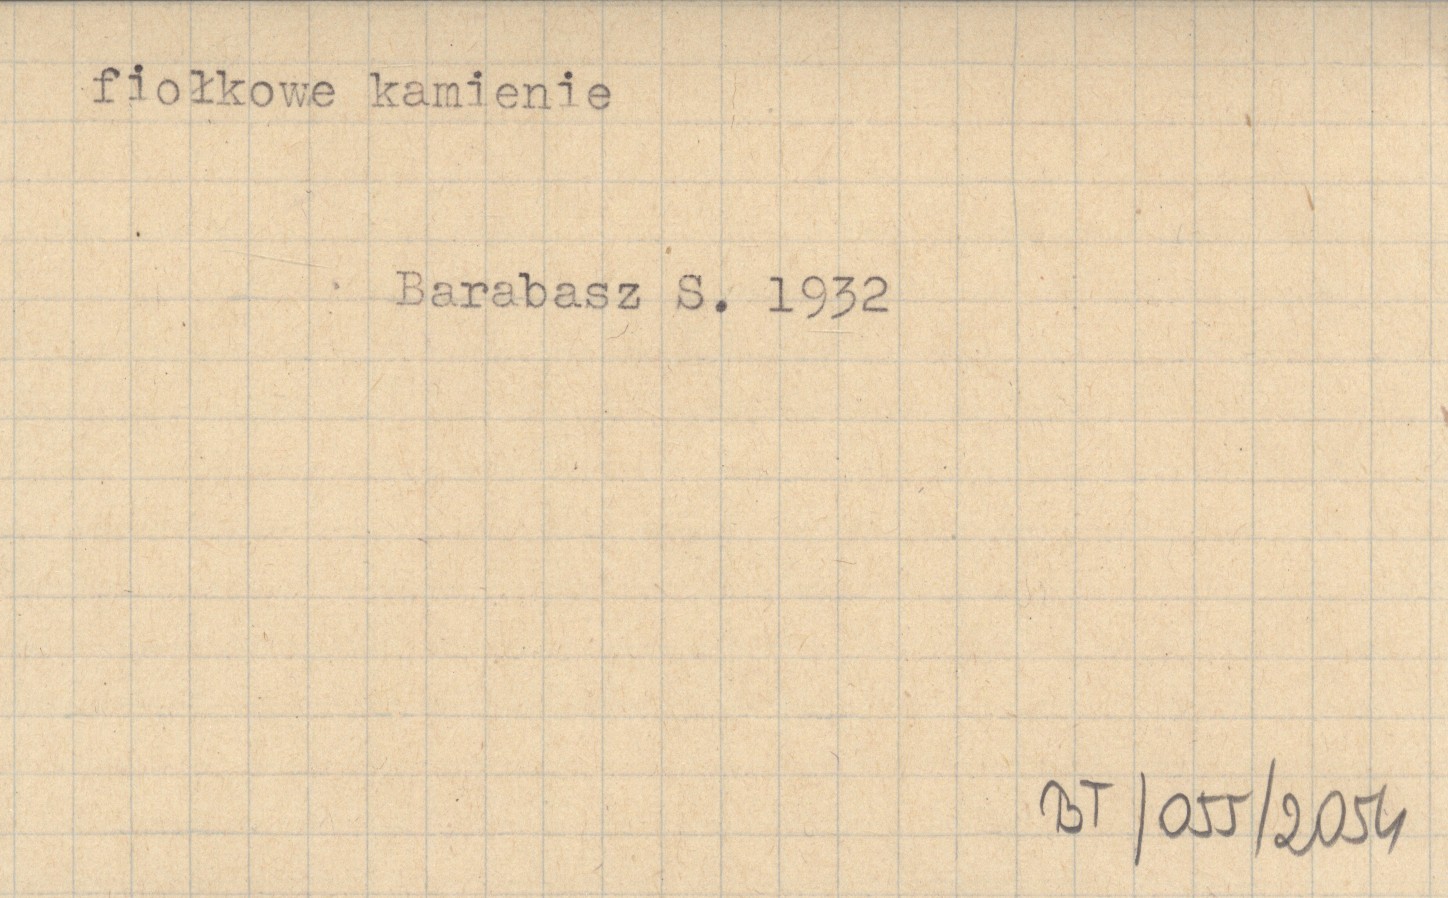 fiołkowe kamienie
Barabasz S. 1932
BT/055/2054